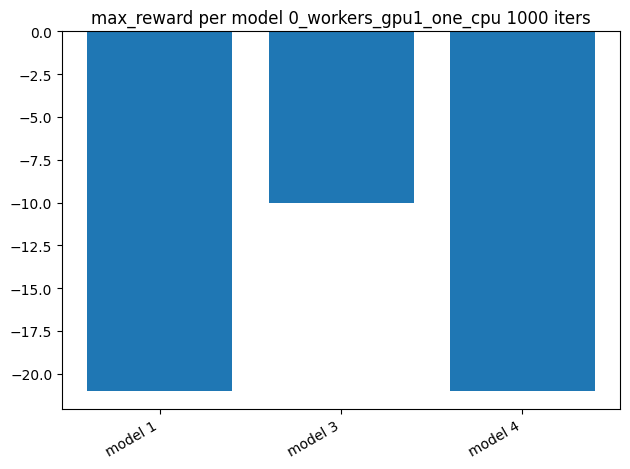 max_reward per model 0_workers_gpu1_one_cpu 1000 iters
0.0
−2.5
−5.0
−7.5
−10.0
−12.5
−15.0
−17.5
−20.0
model 1
model 3
model 4